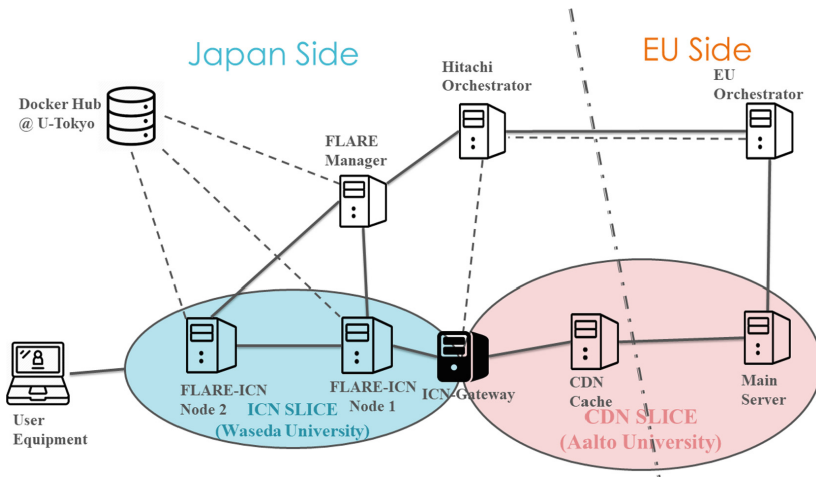 Japan Side
EU Side
Hitachi
Orchestrator
EU
Orchestrator
Docker Hub
@ U-Tokyo
FLARE
Manager
FLARE-ICN
Node 2
FLARE-ICN
Node 1
ICN-Gateway
CDN
Cache
Main
Server
User
Equipment
ICN SLICE
(Waseda University)
CDN SLICE
(Aalto University)